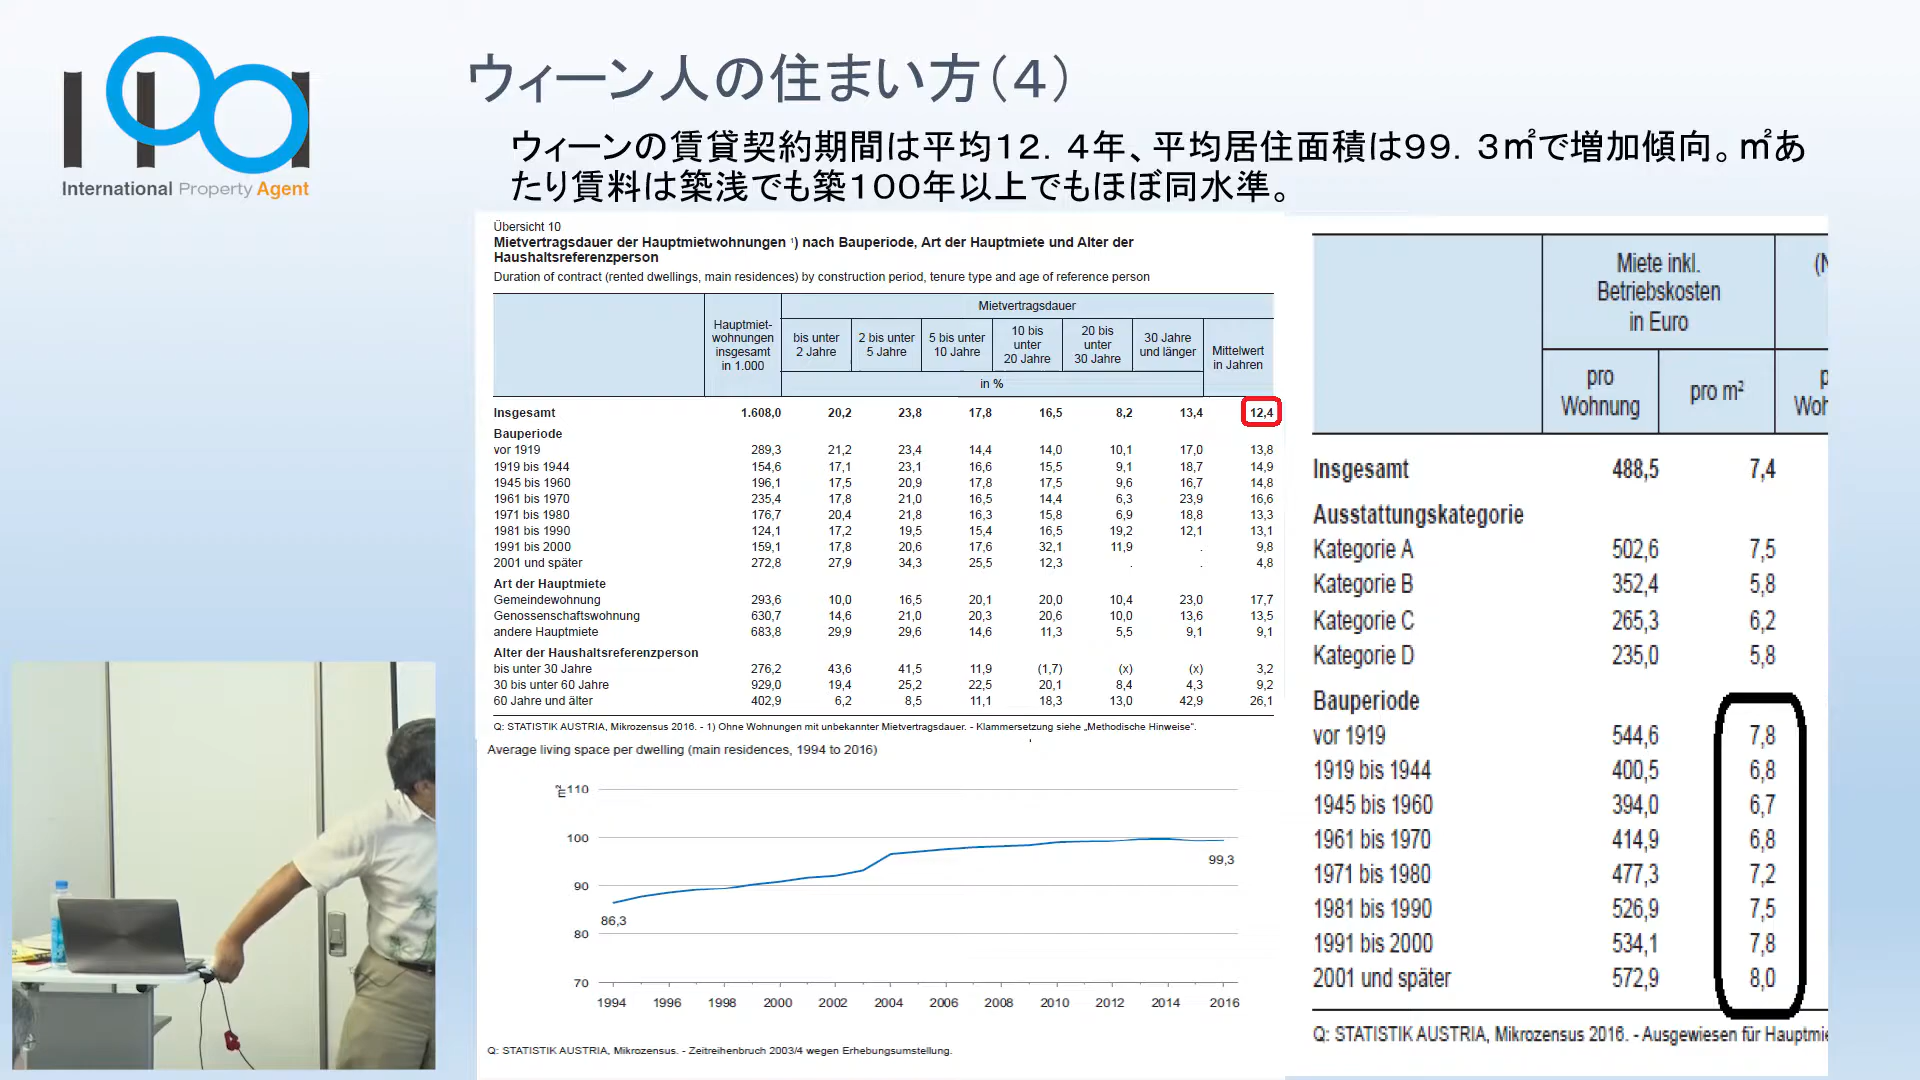 International Property Agent
ウィーン人の住まい方（４）
ウィーンの賃貸契約期間は平均１２．４年、平均居住面積は９９．３㎡で増加傾向。㎡あ
たり賃料は築浅でも築１００年以上でもほぼ同水準。
Übersicht 10
Mietvertragsdauer der Hauptmietwohnungen ¹) nach Bauperiode, Art der Hauptmiete und Alter der
Haushaltsreferenzperson
Duration of contract (rented dwellings, main residences) by construction period, tenure type and age of reference person
Hauptmiet-
wohnungen
insgesamt
in 1.000
Mietvertragsdauer
bis unter
2 Jahre
2 bis unter
5 Jahre
5 bis unter
10 Jahre
10 bis
unter
20 Jahre
20 bis
unter
30 Jahre
30 Jahre
und länger
Mittelwert
in Jahren
in %
Insgesamt 1.608,0 20,2 23,8 17,8 16,5 8,2 13,4 12,4
Bauperiode
vor 1919 289,3 21,2 23,4 14,4 14,0 10,1 17,0 13,8
1919 bis 1944 154,6 17,1 23,1 16,6 15,5 9,1 18,7 14,9
1945 bis 1960 196,1 17,5 20,9 17,8 17,5 9,6 16,7 14,8
1961 bis 1970 235,4 17,8 21,0 16,5 14,4 6,3 23,9 16,6
1971 bis 1980 176,7 20,4 21,8 16,3 15,8 6,9 18,8 13,3
1981 bis 1990 124,1 17,2 19,5 15,4 16,5 19,2 12,1 13,1
1991 bis 2000 159,1 17,8 20,6 17,6 32,1 11,9 . 9,8
2001 und später 272,8 27,9 34,3 25,5 12,3 . . 4,8
Art der Hauptmiete
Gemeindewohnung 293,6 10,0 16,5 20,1 20,0 10,4 23,0 17,7
Genossenschaftswohnung 630,7 14,6 21,0 20,3 20,6 10,0 13,6 13,5
andere Hauptmiete 683,8 29,9 29,6 14,6 11,3 5,5 9,1 9,1
Alter der Haushaltsreferenzperson
bis unter 30 Jahre 276,2 43,6 41,5 11,9 (1,7) (x) (x) 3,2
30 bis unter 60 Jahre 929,0 19,4 25,2 22,5 20,1 8,4 4,3 9,2
60 Jahre und älter 402,9 6,2 8,5 11,1 18,3 13,0 42,9 26,1
Q: STATISTIK AUSTRIA, Mikrozensus 2016. - 1) Ohne Wohnungen mit unbekannter Mietvertragsdauer. - Klammersetzung siehe „Methodische Hinweise".
Average living space per dwelling (main residences, 1994 to 2016)
m²
110
100
90
80
70
86,3
99,3
1994 1996 1998 2000 2002 2004 2006 2008 2010 2012 2014 2016
Q: STATISTIK AUSTRIA, Mikrozensus. - Zeitreihenbruch 2003/4 wegen Erhebungsumstellung.
Miete inkl.
Betriebskosten
in Euro
(N
pro
Wohnung
pro m²
p
Woh
Insgesamt 488,5 7,4
Ausstattungskategorie
Kategorie A 502,6 7,5
Kategorie B 352,4 5,8
Kategorie C 265,3 6,2
Kategorie D 235,0 5,8
Bauperiode
vor 1919 544,6 7,8
1919 bis 1944 400,5 6,8
1945 bis 1960 394,0 6,7
1961 bis 1970 414,9 6,8
1971 bis 1980 477,3 7,2
1981 bis 1990 526,9 7,5
1991 bis 2000 534,1 7,8
2001 und später 572,9 8,0
Q: STATISTIK AUSTRIA, Mikrozensus 2016. - Ausgewiesen für Hauptmie